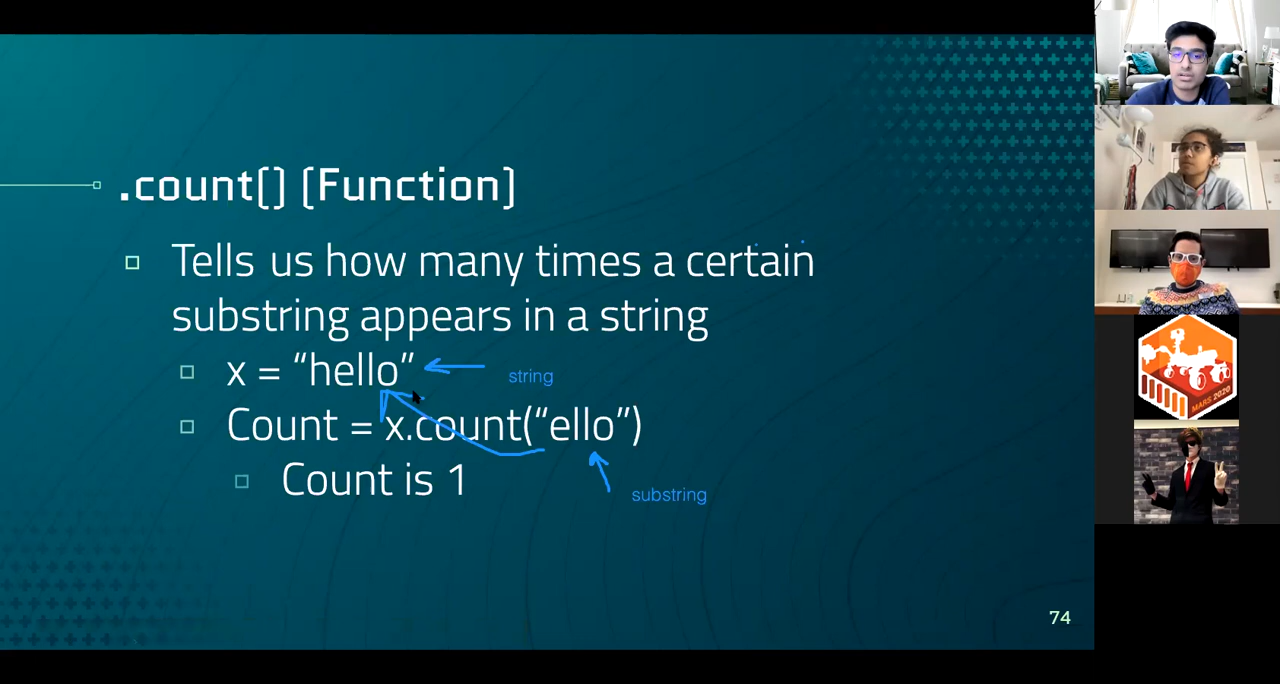 .count() [Function]
Tells us how many times a certain
substring appears in a string
x = “hello”
string
Count = x.count(“ello”)
Count is 1
substring
74
MARS 2020